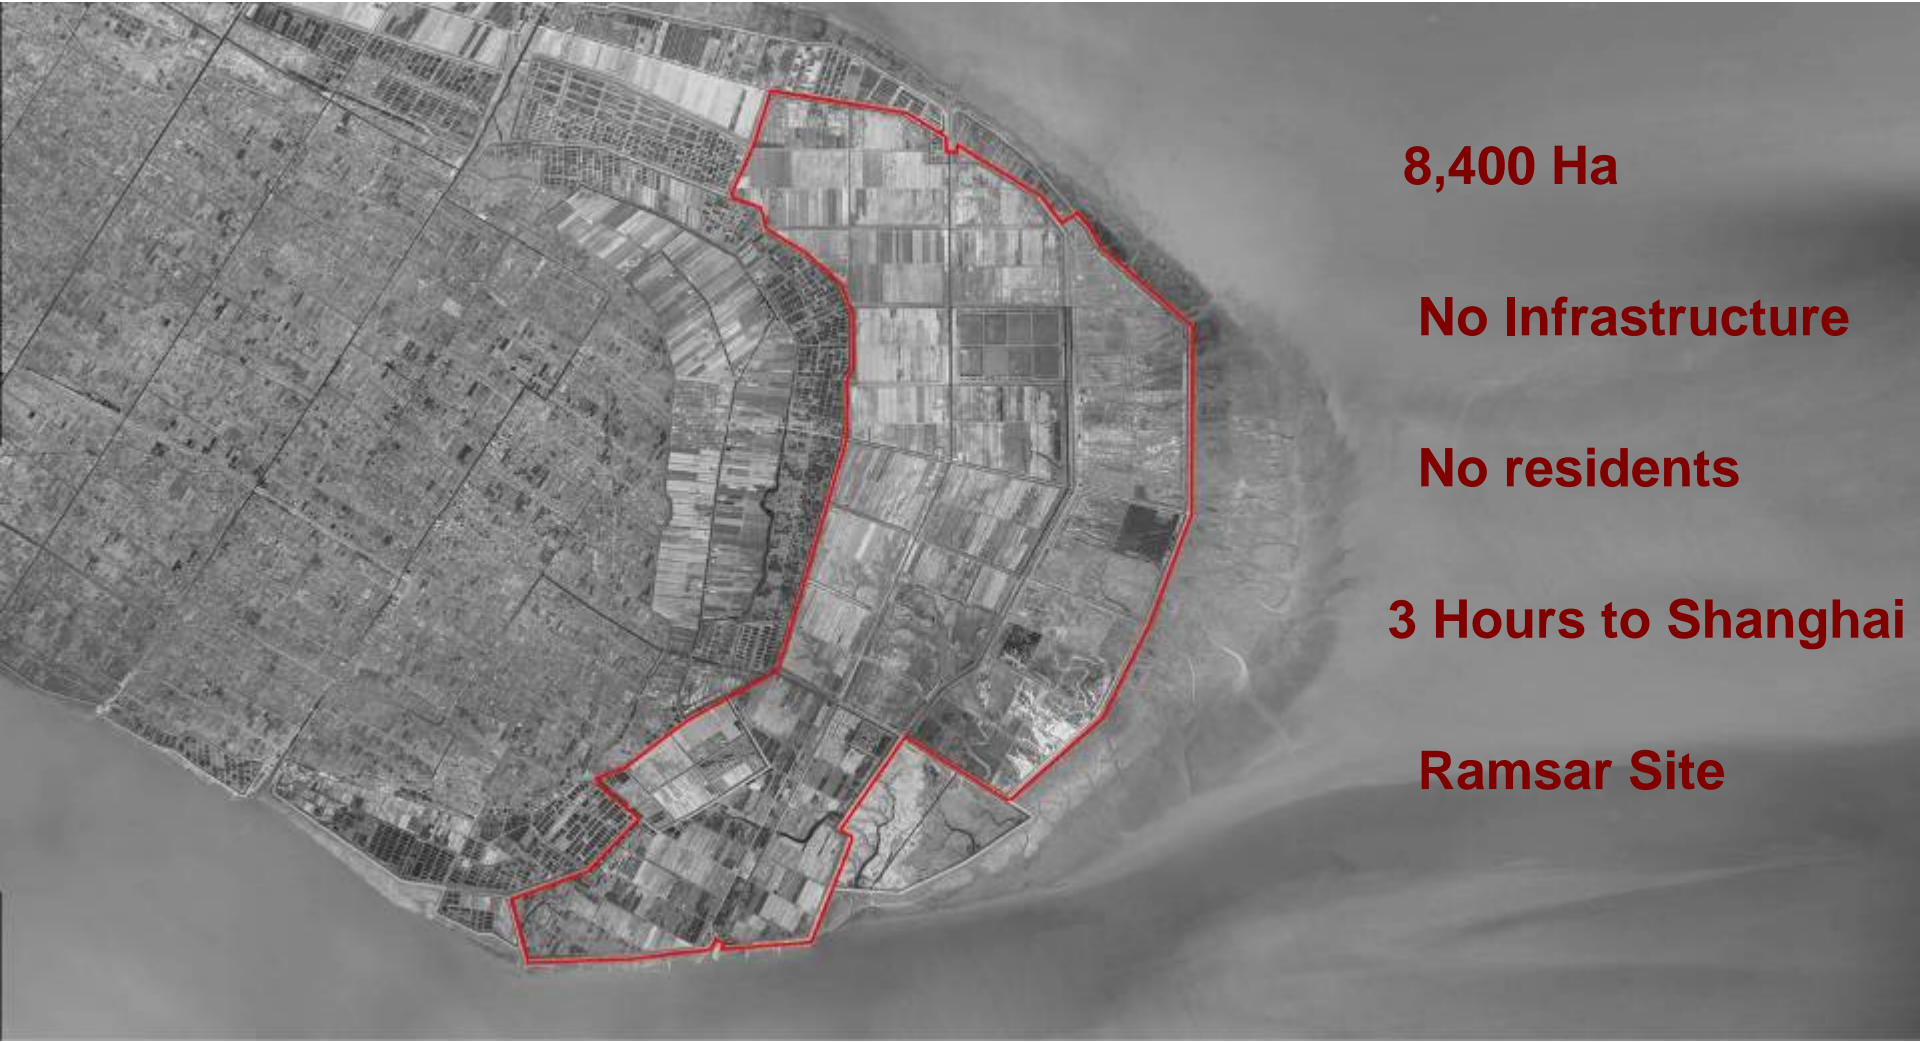 8,400 Ha
No Infrastructure
No residents
3 Hours to Shanghai
Ramsar Site